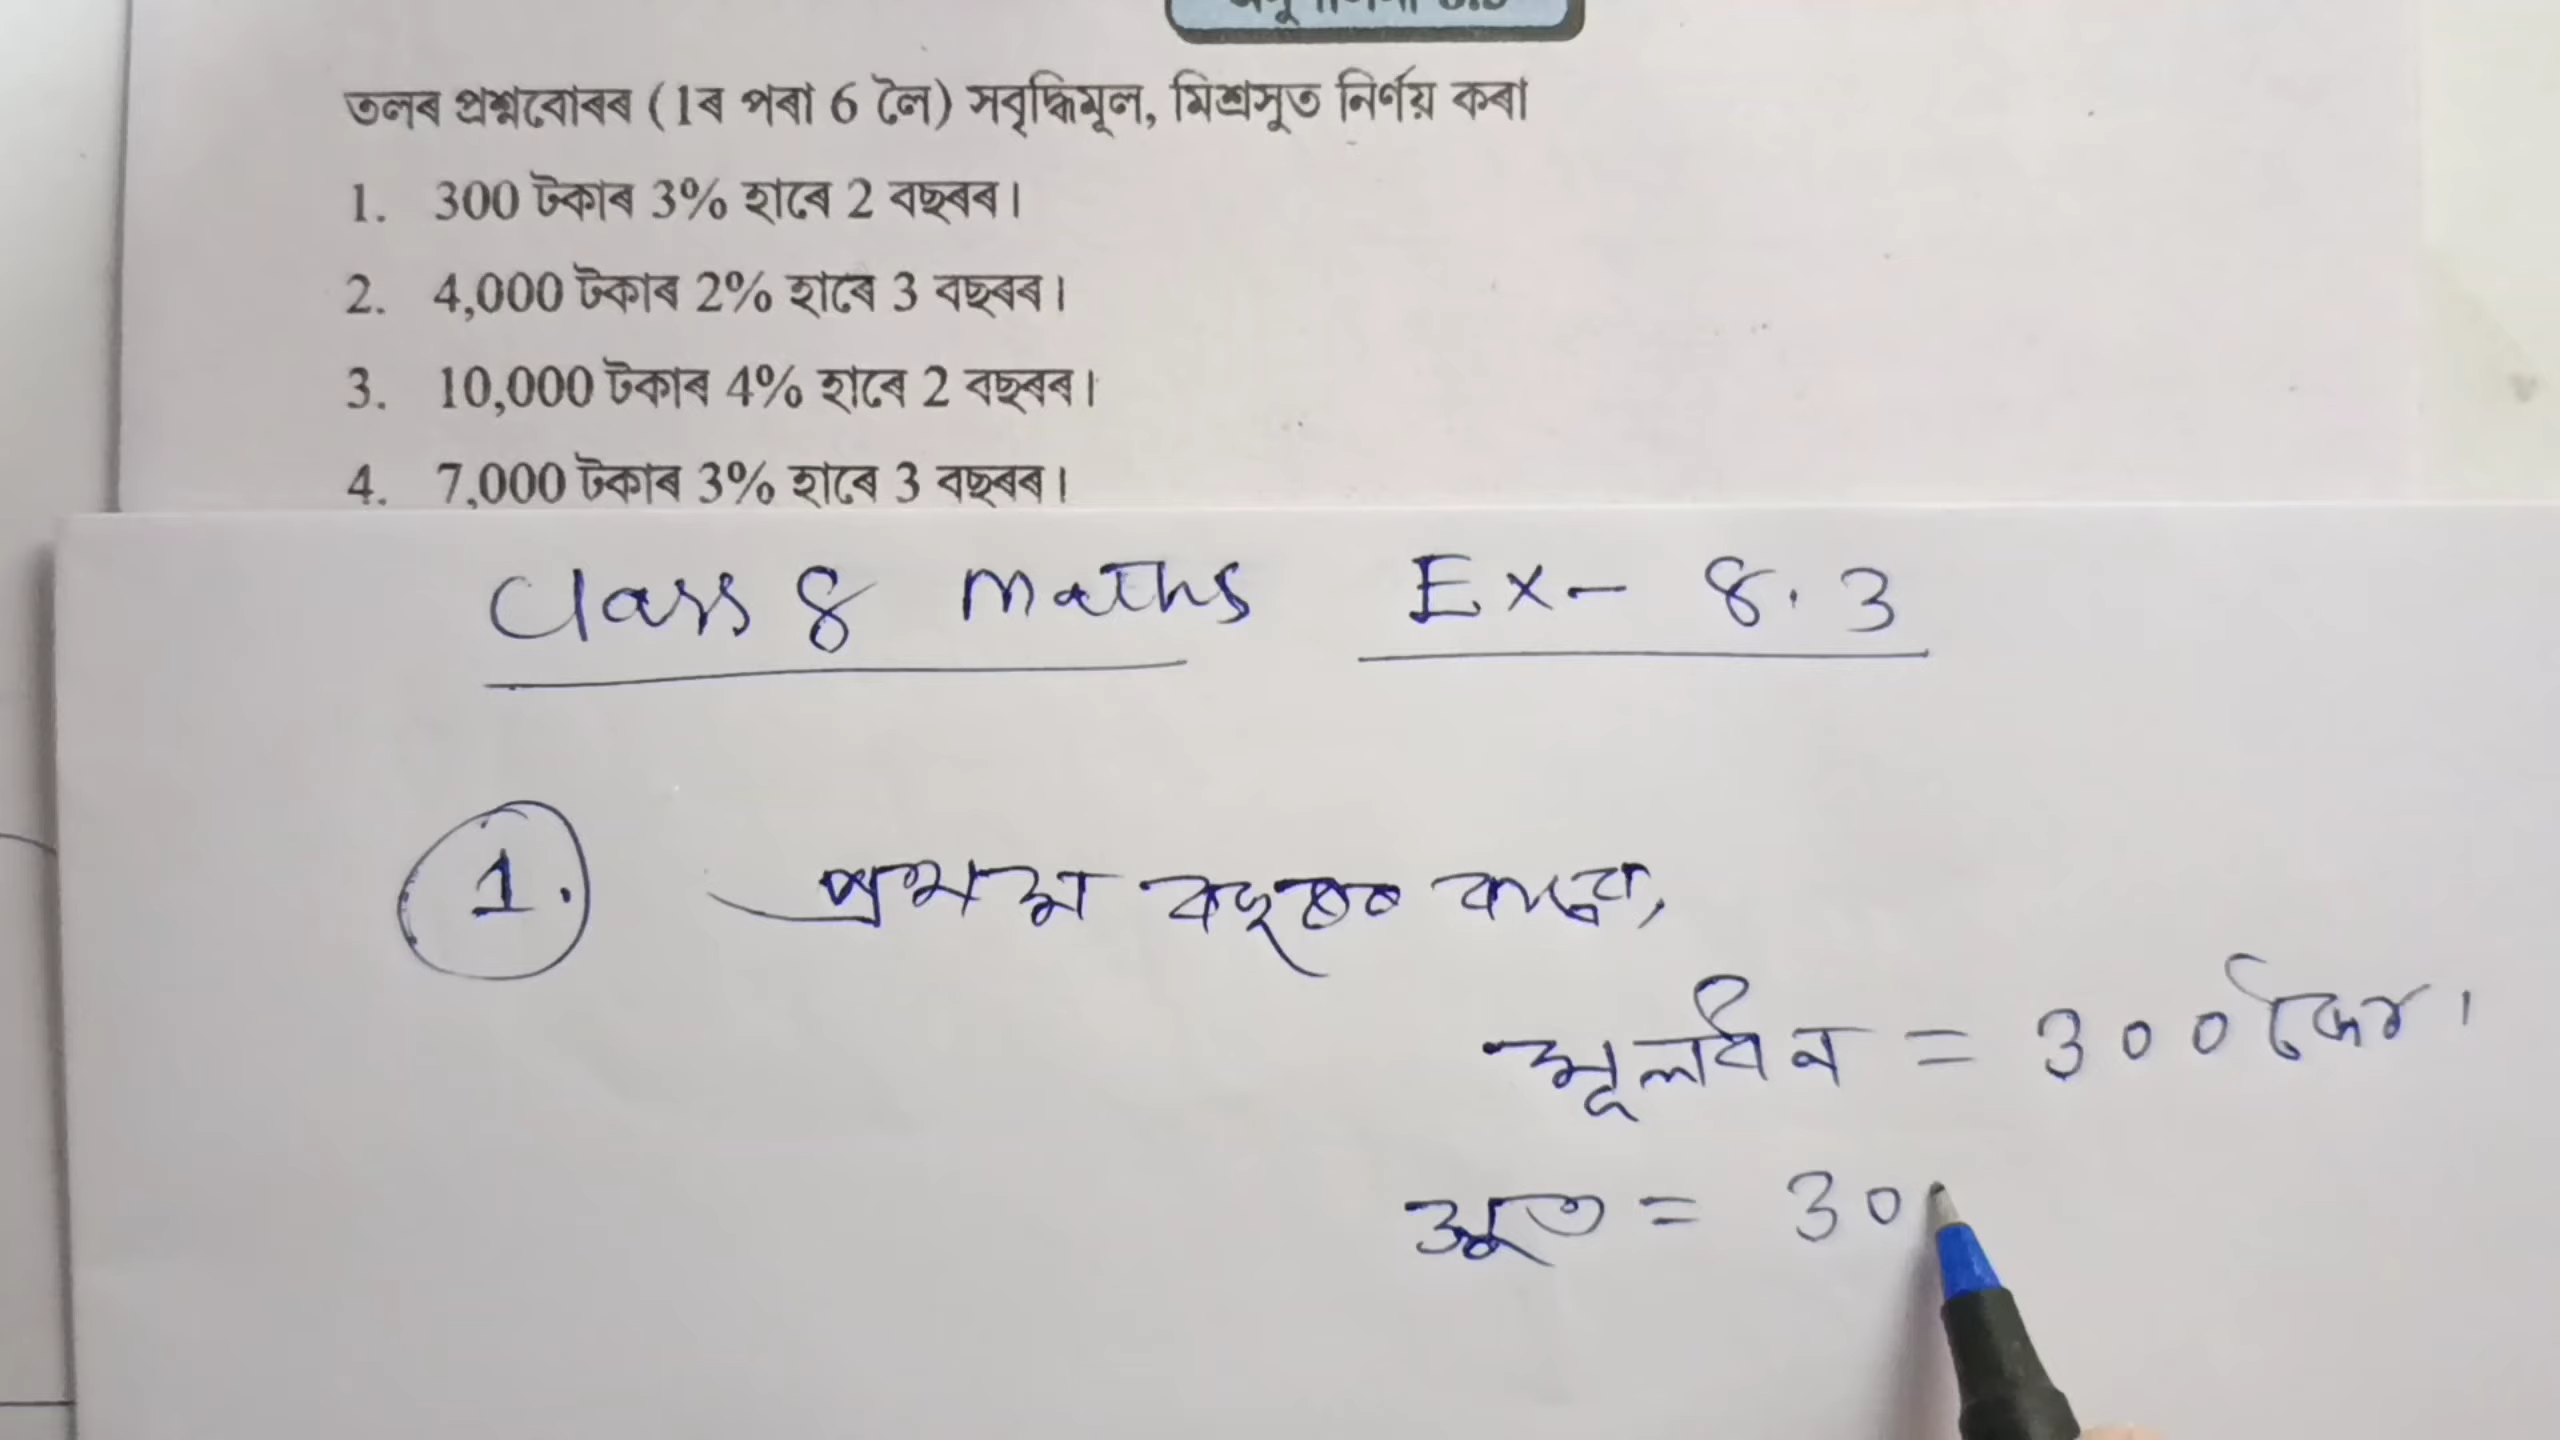 তলৰ প্ৰশ্নবোৰৰ (1ৰ পৰা 6 লৈ) সবৃদ্ধিমূল, মিশ্ৰসুত নিৰ্ণয় কৰা
1. 300 টকাৰ 3% হাৰে 2 বছৰৰ।
2. 4,000 টকাৰ 2% হাৰে 3 বছৰৰ।
3. 10,000 টকাৰ 4% হাৰে 2 বছৰৰ।
4. 7,000 টকাৰ 3% হাৰে 3 বছৰৰ।
Class 8 maths Ex- 8.3
1. প্ৰথম বছৰৰ বাবে,
মূলধন = 300 টকা।
সুত = 30